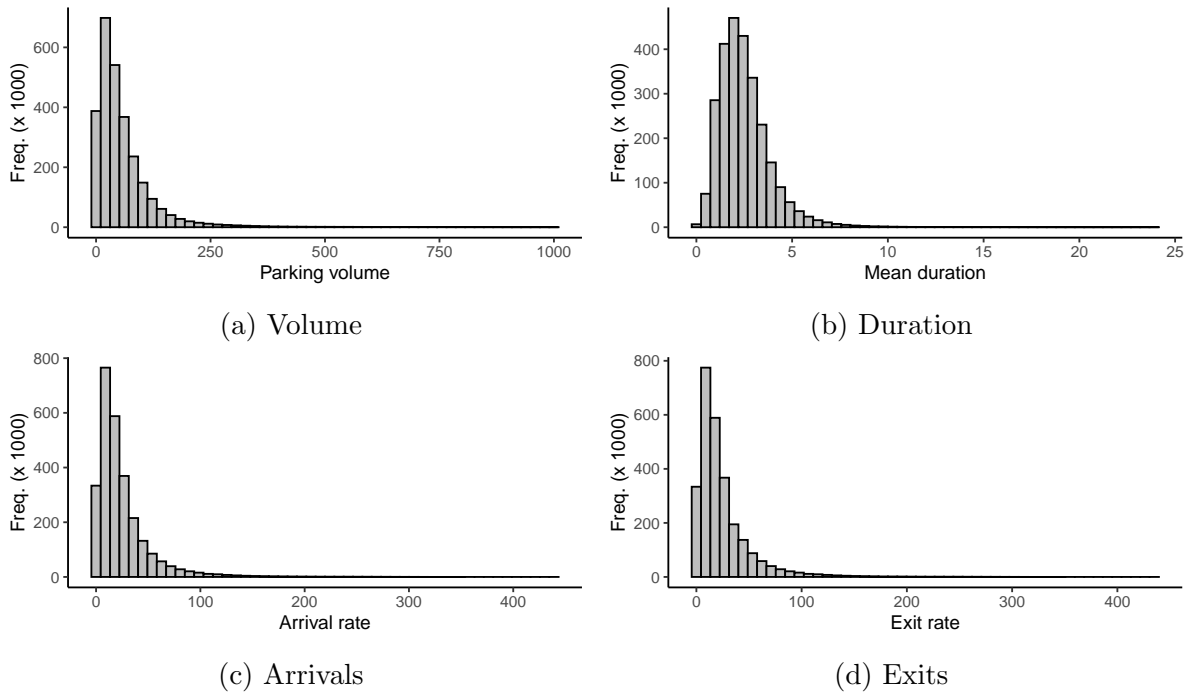 Freq. (x 1000)
600
400
200
0
0 250 500 750 1000
Parking volume
(a) Volume
Freq. (x 1000)
400
300
200
100
0
0 5 10 15 20 25
Mean duration
(b) Duration
Freq. (x 1000)
800
600
400
200
0
0 100 200 300 400
Arrival rate
(c) Arrivals
Freq. (x 1000)
800
600
400
200
0
0 100 200 300 400
Exit rate
(d) Exits